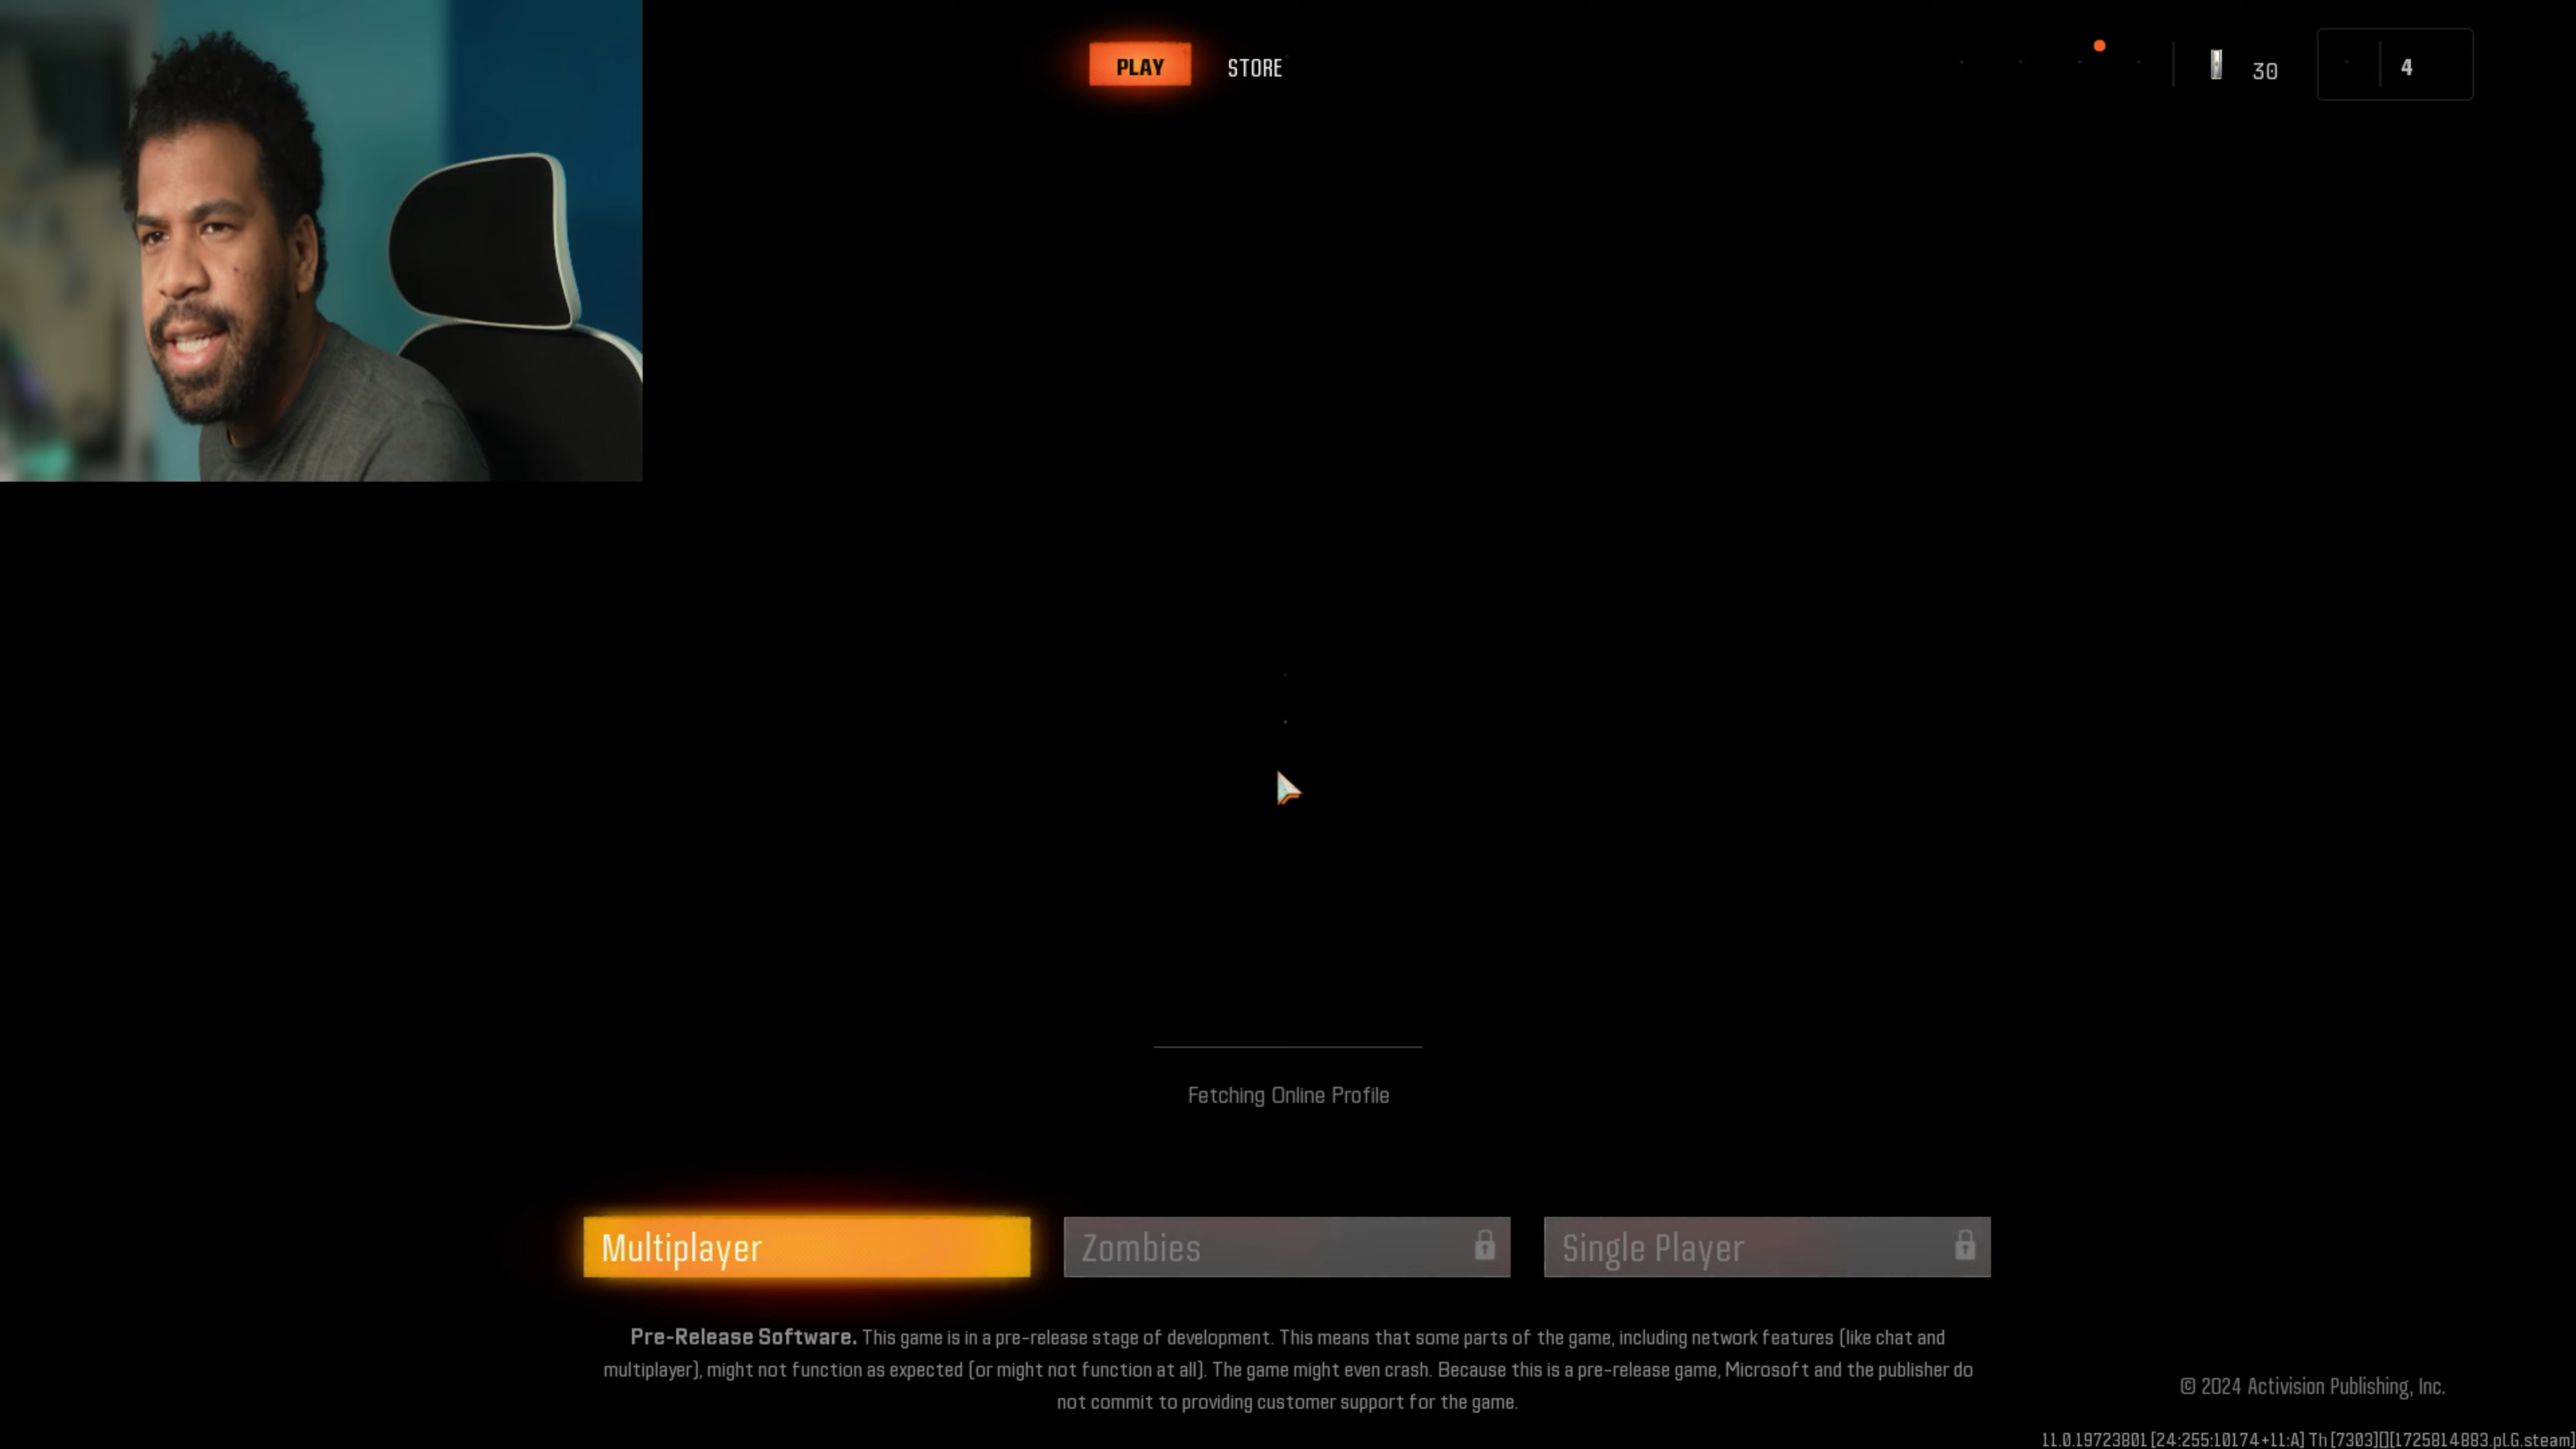 PLAY
STORE
30
4
Fetching Online Profile
Multiplayer
Zombies
Single Player
Pre-Release Software. This game is in a pre-release stage of development. This means that some parts of the game, including network features (like chat and
multiplayer), might not function as expected (or might not function at all). The game might even crash. Because this is a pre-release game, Microsoft and the publisher do
not commit to providing customer support for the game.
© 2024 Activision Publishing, Inc.
11.0.19723801 [24:255:10174+11:A] Th [7303][][1725814883.pl.G.steam]